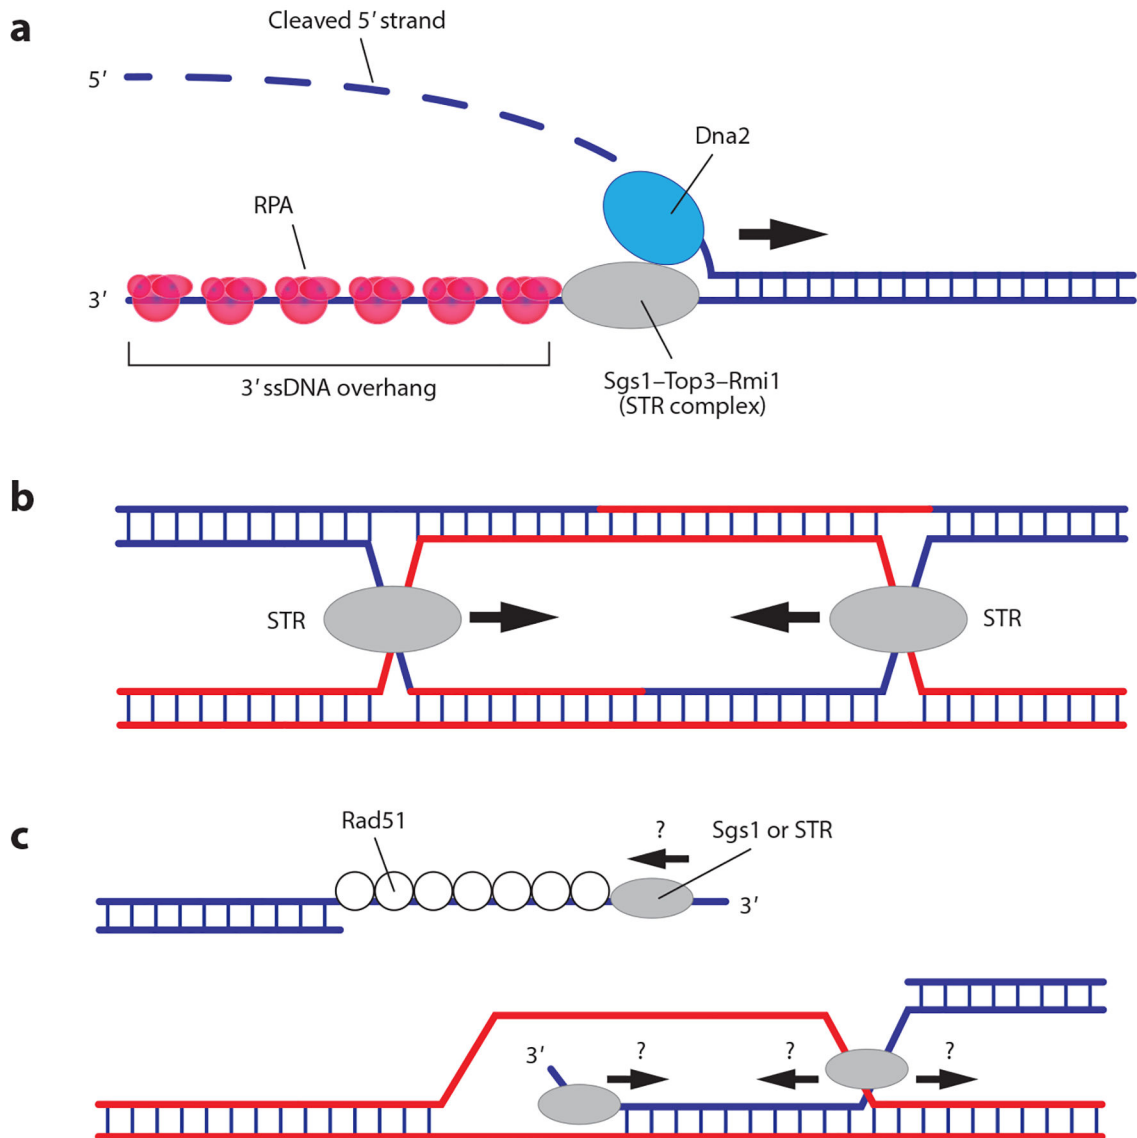 a
Cleaved 5′ strand
5′
Dna2
RPA
3′
3′ ssDNA overhang
Sgs1–Top3–Rmi1
(STR complex)
b
STR
STR
c
Rad51
?
Sgs1 or STR
3′
3′
?
?
?